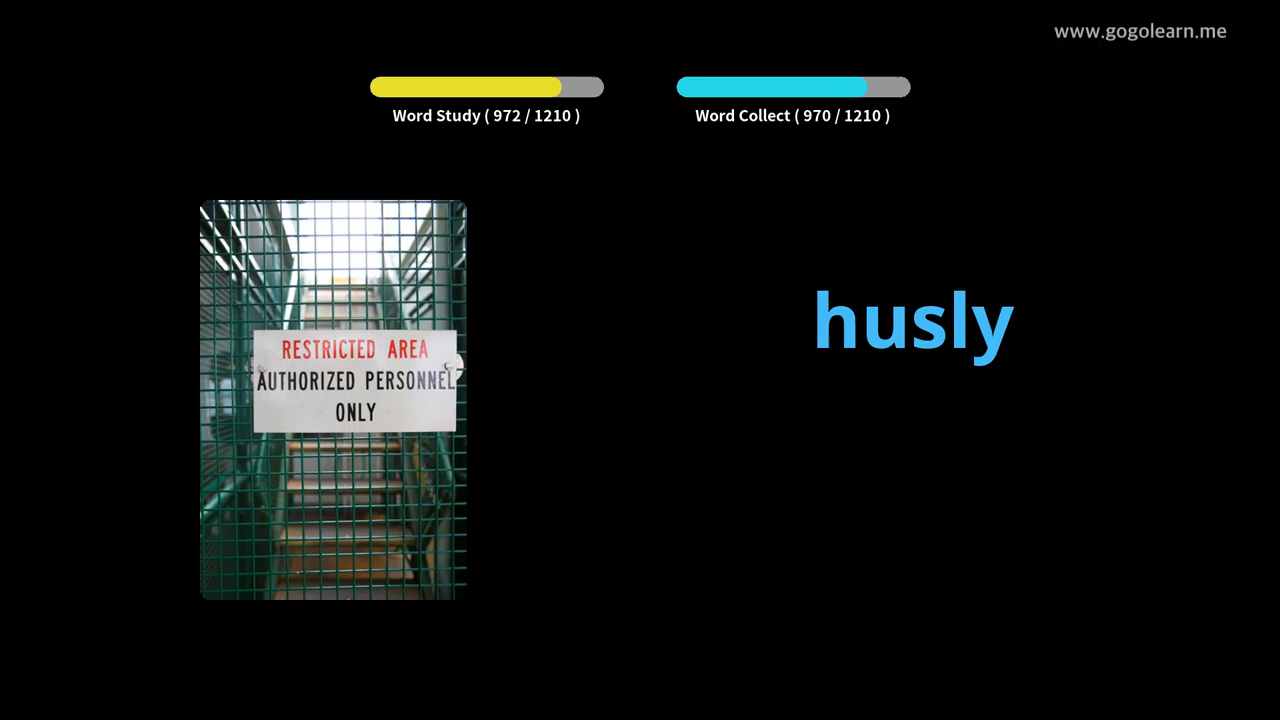 www.gogolearn.me
Word Study ( 972 / 1210 )
Word Collect ( 970 / 1210 )
RESTRICTED AREA
AUTHORIZED PERSONNEL
ONLY
husly